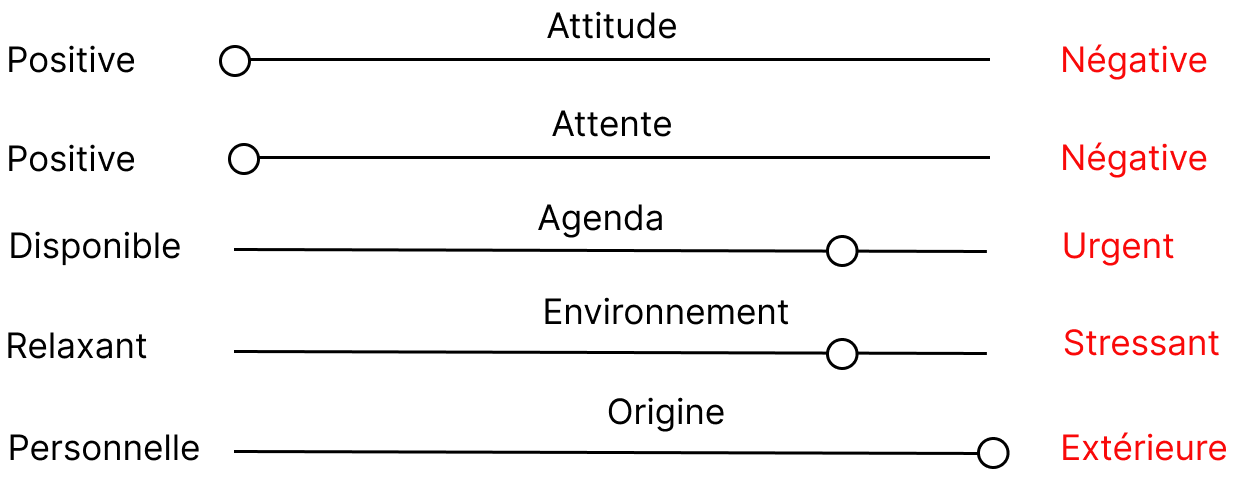 Attitude
Positive Négative
Attente
Positive Négative
Agenda
Disponible Urgent
Environnement
Relaxant Stressant
Origine
Personnelle Extérieure